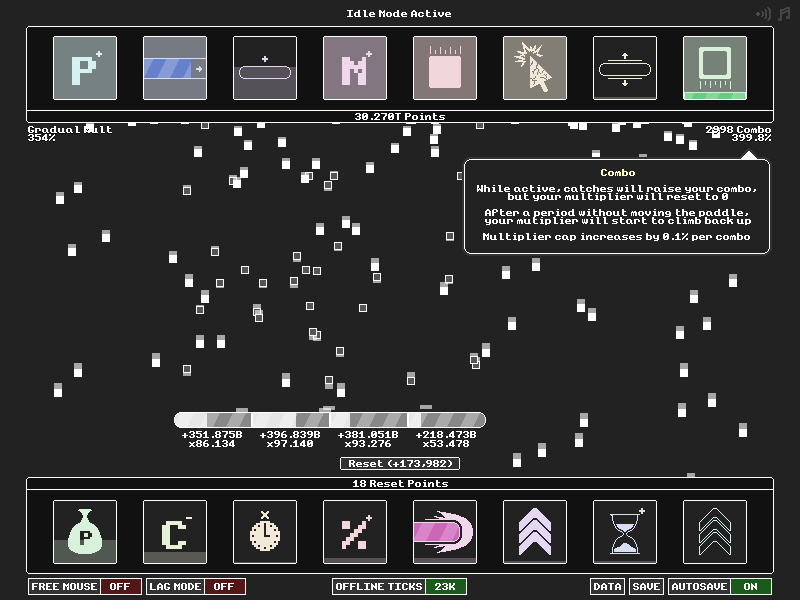 Idle Mode Active
P+
M+
30.270T Points
Gradual Mult
354%
2998 Combo
399.8%
Combo
While active, catches will raise your combo,
but your multiplier will reset to 0
After a period without moving the paddle,
your multiplier will start to climb back up
Multiplier cap increases by 0.1% per combo
+351.875B +396.839B +381.051B +218.473B
x86.134 x97.140 x93.276 x53.478
Reset (+173,982)
18 Reset Points
P
C-
%+
FREE MOUSE OFF LAG MODE OFF OFFLINE TICKS 23K DATA SAVE AUTOSAVE ON